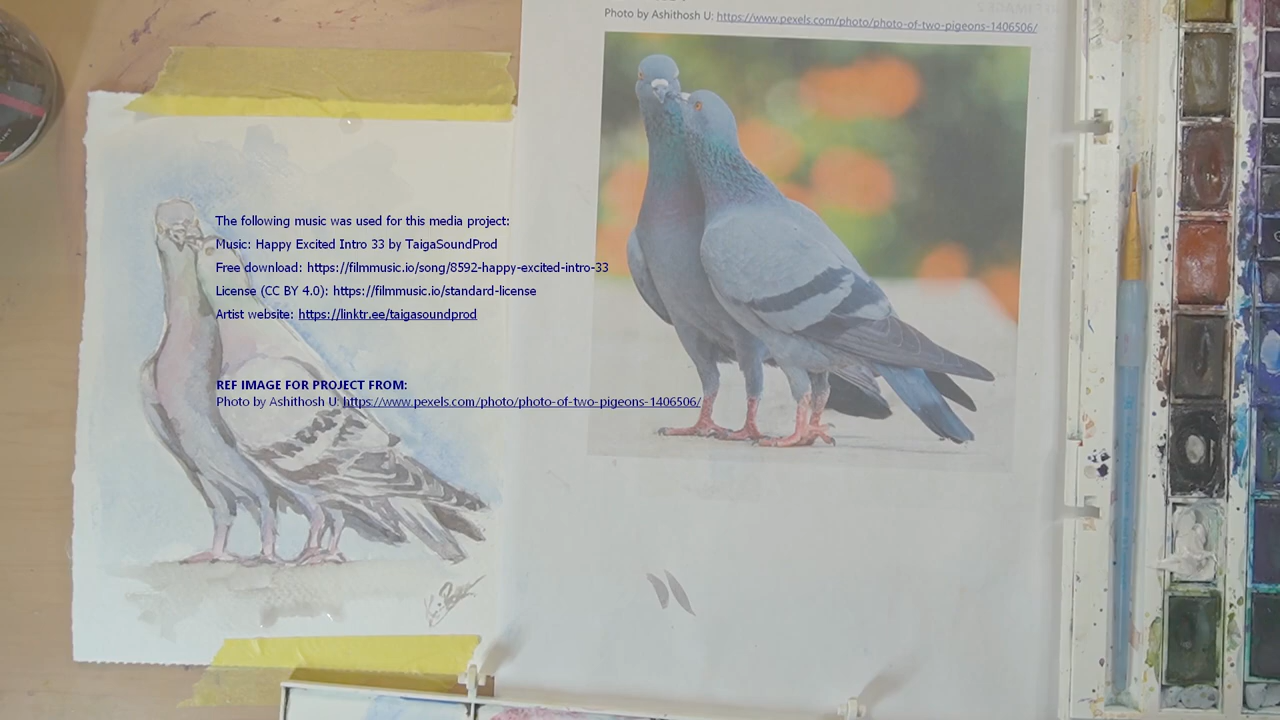 Photo by Ashithosh U: https://www.pexels.com/photo/photo-of-two-pigeons-1406506/
The following music was used for this media project:
Music: Happy Excited Intro 33 by TaigaSoundProd
Free download: https://filmmusic.io/song/8592-happy-excited-intro-33
License (CC BY 4.0): https://filmmusic.io/standard-license
Artist website: https://linktr.ee/taigasoundprod
REF IMAGE FOR PROJECT FROM:
Photo by Ashithosh U: https://www.pexels.com/photo/photo-of-two-pigeons-1406506/